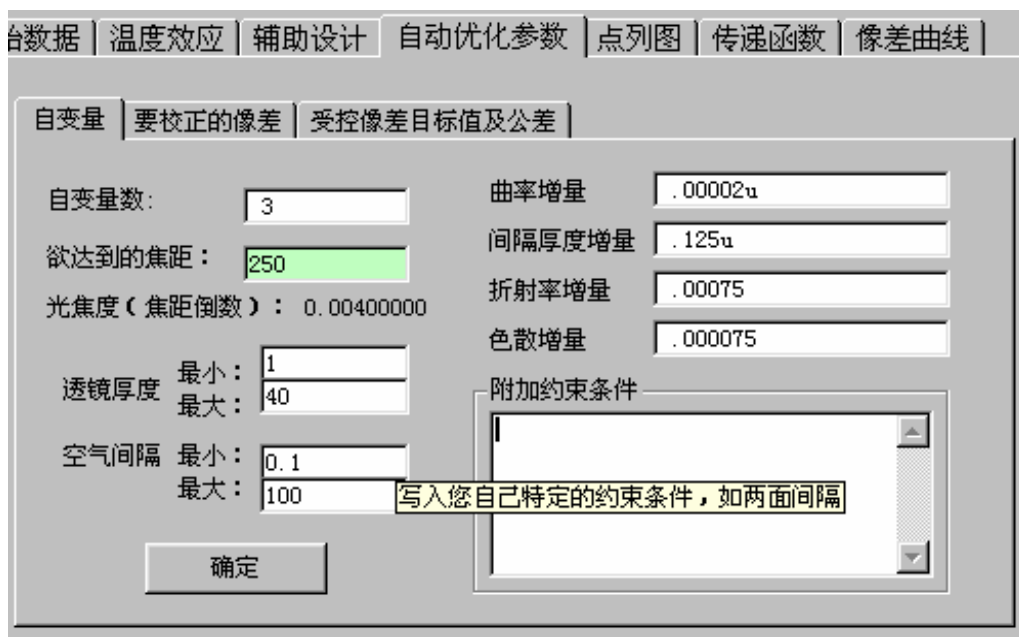 始数据 温度效应 辅助设计 自动优化参数 点列图 传递函数 像差曲线
自变量 要校正的像差 受控像差目标值及公差
自变量数: 3
欲达到的焦距： 250
光焦度(焦距倒数)： 0.00400000
透镜厚度 最小： 1
最大： 40
空气间隔 最小： 0.1
最大： 100
确定
曲率增量 .00002u
间隔厚度增量 .125u
折射率增量 .00075
色散增量 .000075
附加约束条件
写入您自己特定的约束条件，如两面间隔